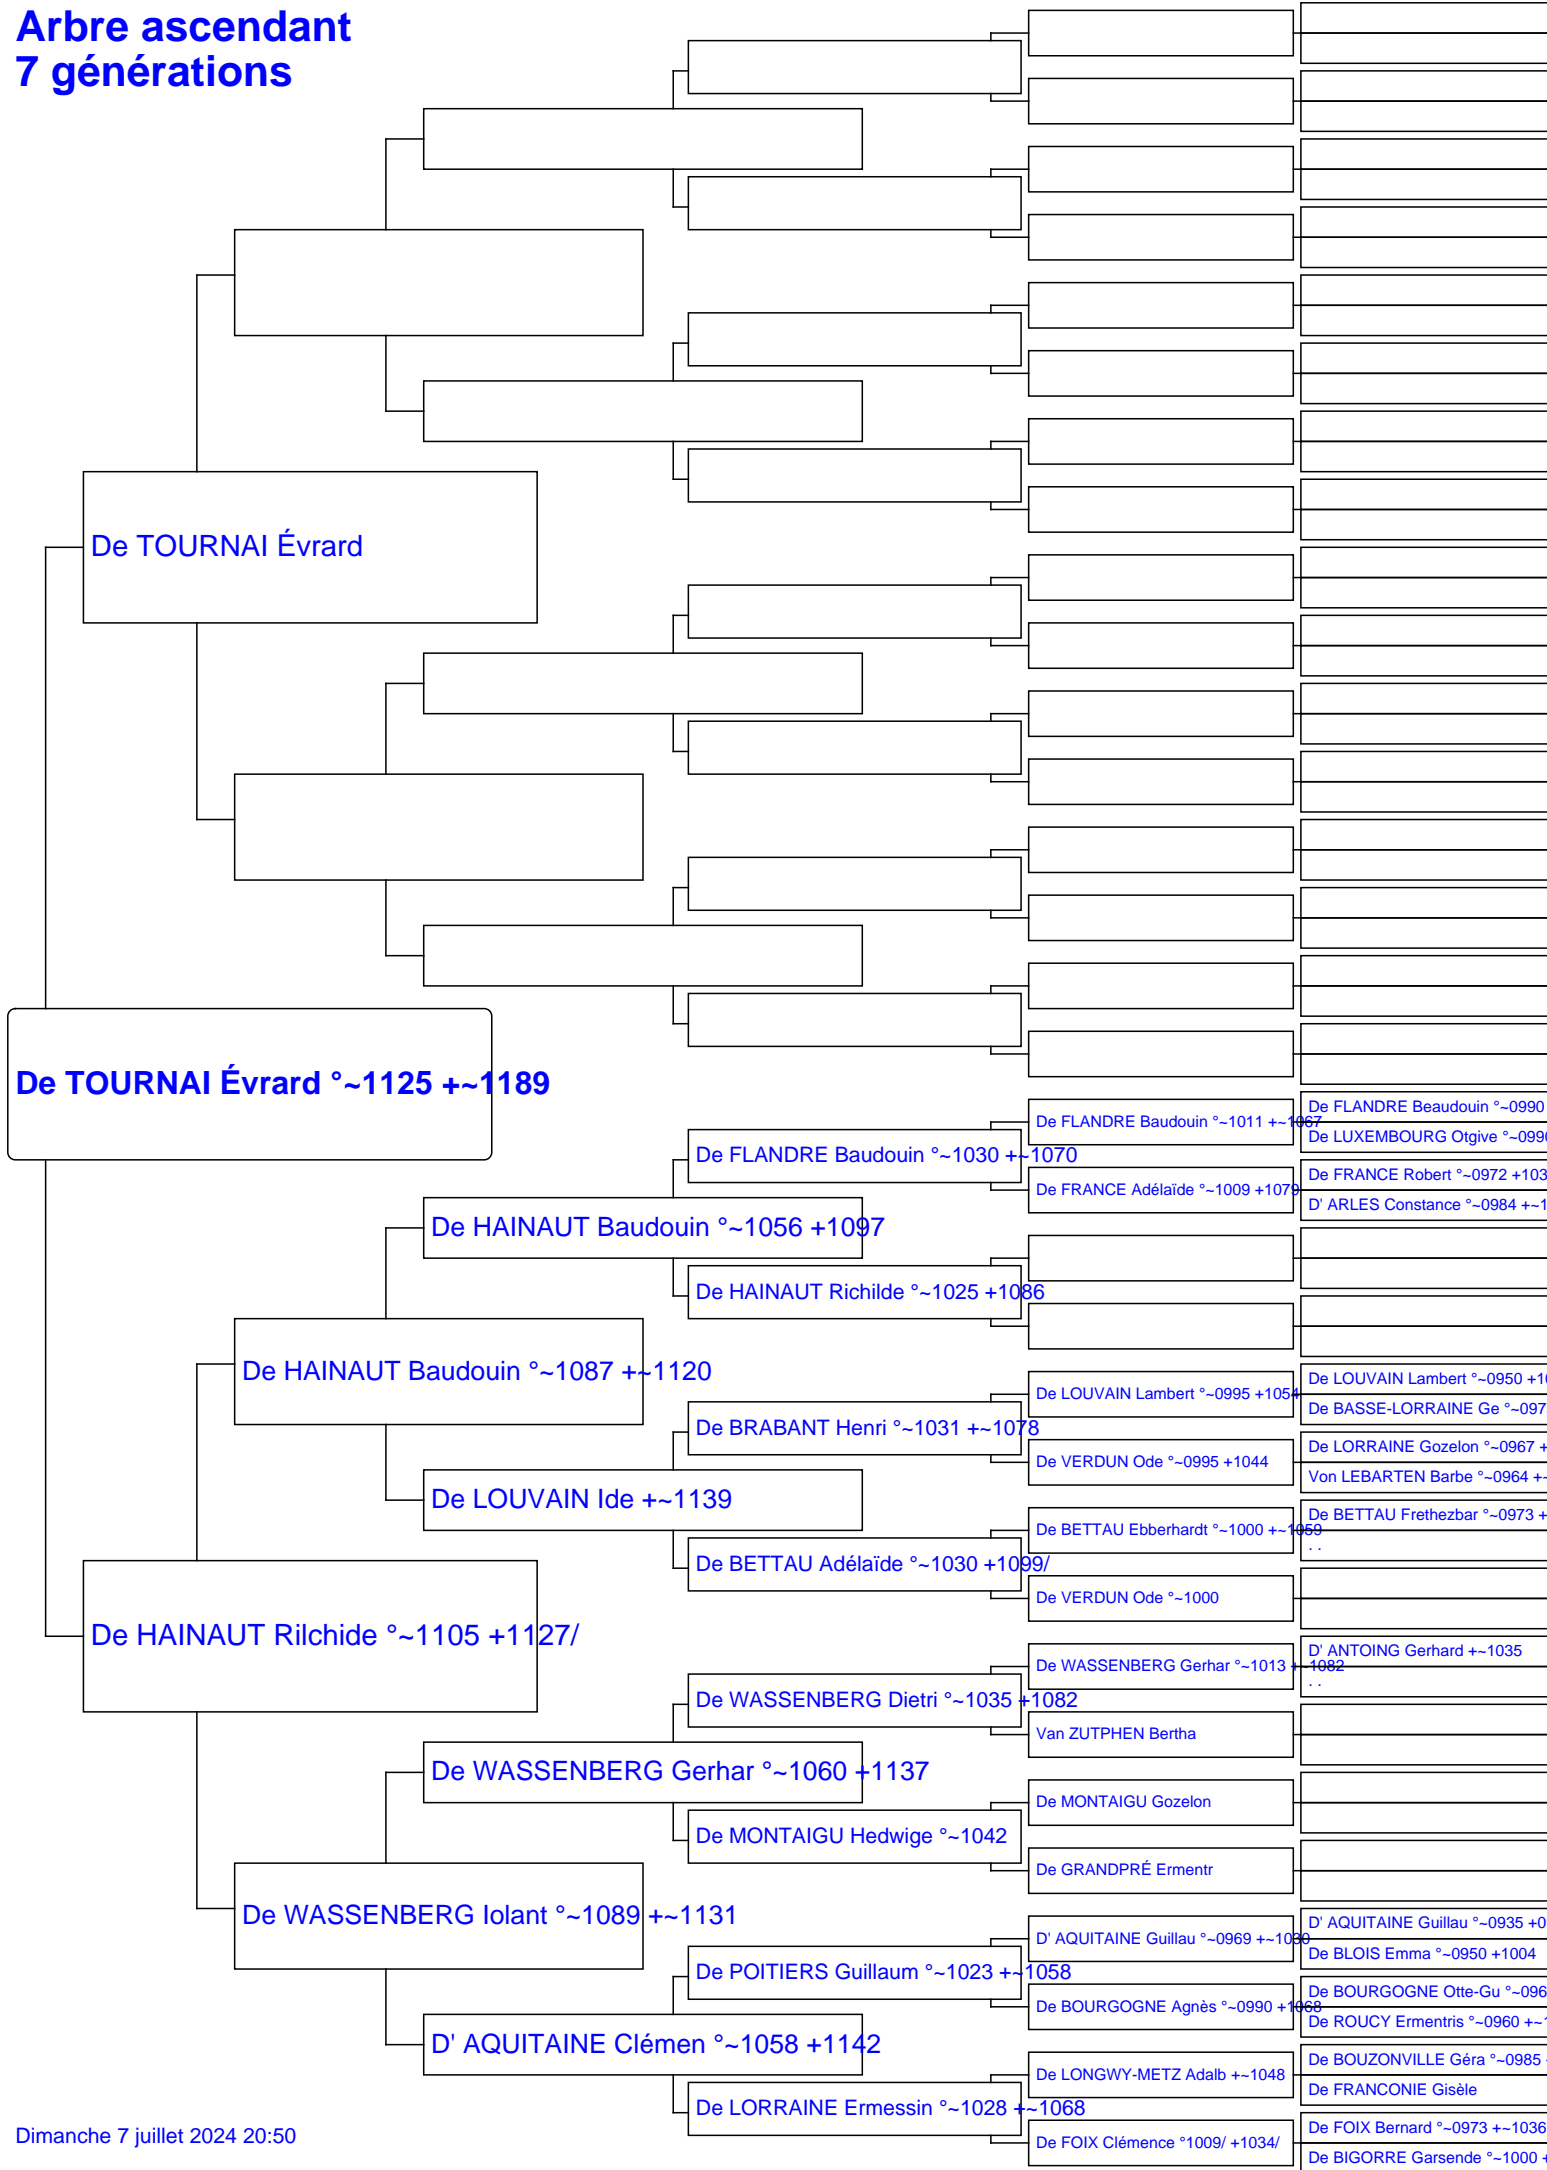 Arbre ascendant
7 générations
De TOURNAI Évrard
De TOURNAI Évrard °~1125 +~1189
De FLANDRE Beaudouin °~0990
De FLANDRE Baudouin °~1011 +~1067
De LUXEMBOURG Otgive °~0990
De FLANDRE Baudouin °~1030 +~1070
De FRANCE Robert °~0972 +103
De FRANCE Adélaïde °~1009 +1079
D' ARLES Constance °~0984 +~1
De HAINAUT Baudouin °~1056 +1097
De HAINAUT Richilde °~1025 +1086
De HAINAUT Baudouin °~1087 +~1120
De LOUVAIN Lambert °~0950 +10
De LOUVAIN Lambert °~0995 +1054
De BASSE-LORRAINE Ge °~097
De BRABANT Henri °~1031 +~1078
De LORRAINE Gozelon °~0967 +
De VERDUN Ode °~0995 +1044
Von LEBARTEN Barbe °~0964 +~
De LOUVAIN Ide +~1139
De BETTAU Frethezbar °~0973 +
De BETTAU Ebberhardt °~1000 +~1059
. .
De BETTAU Adélaïde °~1030 +1099/
De VERDUN Ode °~1000
De HAINAUT Rilchide °~1105 +1127/
D' ANTOING Gerhard +~1035
De WASSENBERG Gerhar °~1013 +~1082
. .
De WASSENBERG Dietri °~1035 +1082
Van ZUTPHEN Bertha
De WASSENBERG Gerhar °~1060 +1137
De MONTAIGU Gozelon
De MONTAIGU Hedwige °~1042
De GRANDPRÉ Ermentr
De WASSENBERG Iolant °~1089 +~1131
D' AQUITAINE Guillau °~0935 +0
D' AQUITAINE Guillau °~0969 +~1030
De BLOIS Emma °~0950 +1004
De POITIERS Guillaum °~1023 +~1058
De BOURGOGNE Otte-Gu °~096
De BOURGOGNE Agnès °~0990 +1068
De ROUCY Ermentris °~0960 +~1
D' AQUITAINE Clémen °~1058 +1142
De BOUZONVILLE Géra °~0985
De LONGWY-METZ Adalb +~1048
De FRANCONIE Gisèle
De LORRAINE Ermessin °~1028 +~1068
De FOIX Bernard °~0973 +~1036
De FOIX Clémence °1009/ +1034/
De BIGORRE Garsende °~1000 +
Dimanche 7 juillet 2024 20:50